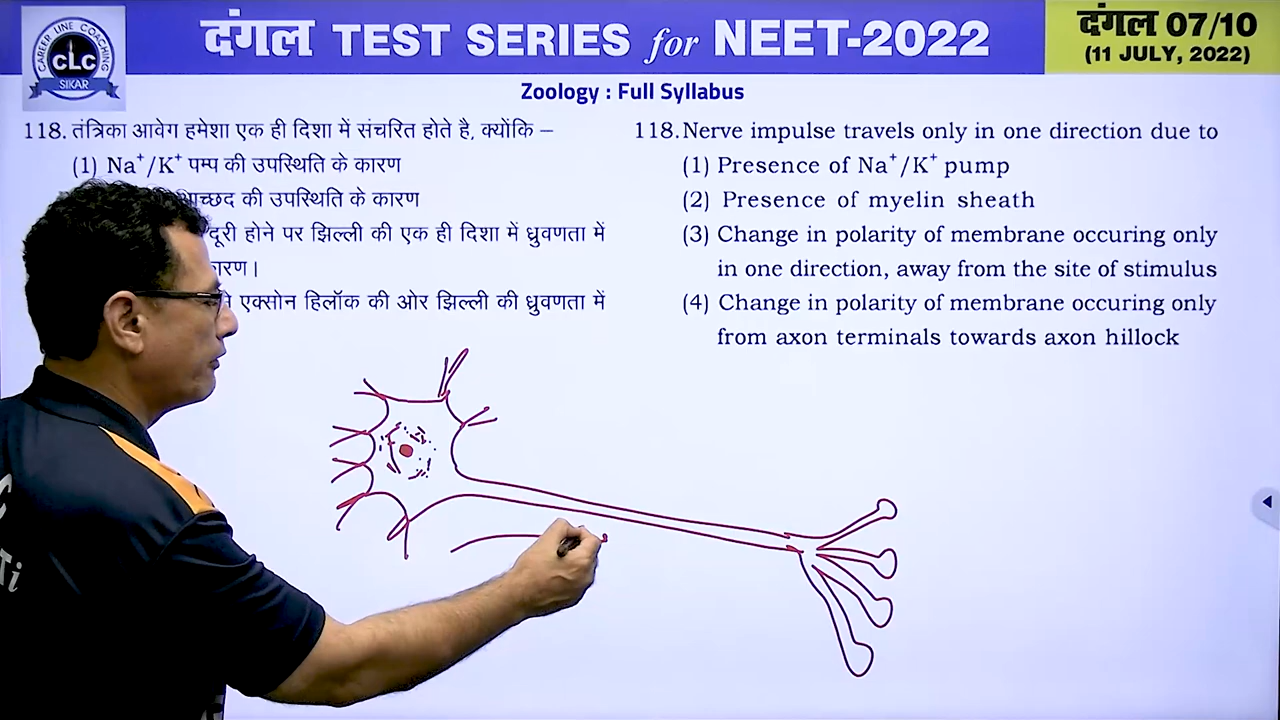 दंगल TEST SERIES for NEET-2022
दंगल 07/10
(11 JULY, 2022)
CAREER LINE COACHING
CLC
SIKAR
Zoology : Full Syllabus
118. तंत्रिका आवेग हमेशा एक ही दिशा में संचरित होते है, क्योंकि –
(1) Na⁺/K⁺ पम्प की उपस्थिति के कारण
की उपस्थिति के कारण
दूरी होने पर झिल्ली की एक ही दिशा में ध्रुवणता में
एक्सोन हिलॉक की ओर झिल्ली की ध्रुवणता में
118. Nerve impulse travels only in one direction due to
(1) Presence of Na⁺/K⁺ pump
(2) Presence of myelin sheath
(3) Change in polarity of membrane occuring only
in one direction, away from the site of stimulus
(4) Change in polarity of membrane occuring only
from axon terminals towards axon hillock